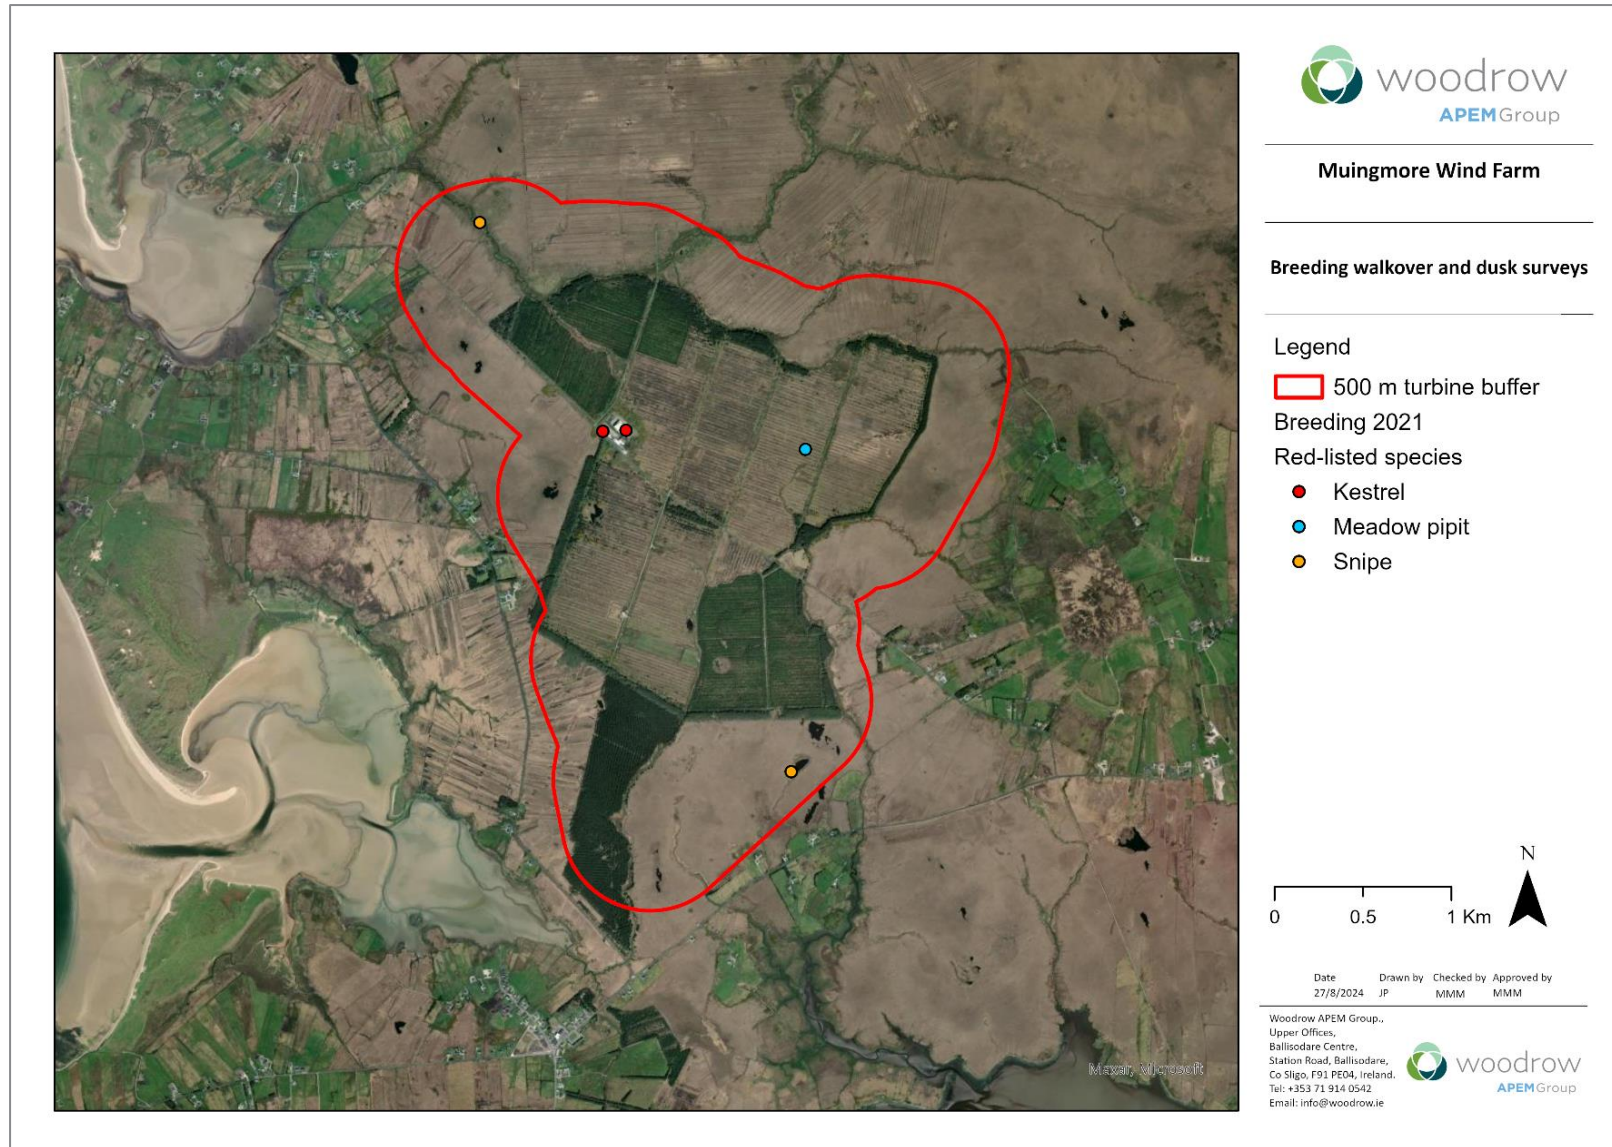 woodrow
APEMGroup
Muingmore Wind Farm
Breeding walkover and dusk surveys
Legend
500 m turbine buffer
Breeding 2021
Red-listed species
Kestrel
Meadow pipit
Snipe
N
0 0.5 1 Km
Date Drawn by Checked by Approved by
27/8/2024 JP MMM MMM
Woodrow APEM Group.,
Upper Offices,
Ballisodare Centre,
Station Road, Ballisodare,
Co Sligo, F91 PE04, Ireland.
Tel: +353 71 914 0542
Email: info@woodrow.ie
woodrow
APEMGroup
Maxar, Microsoft